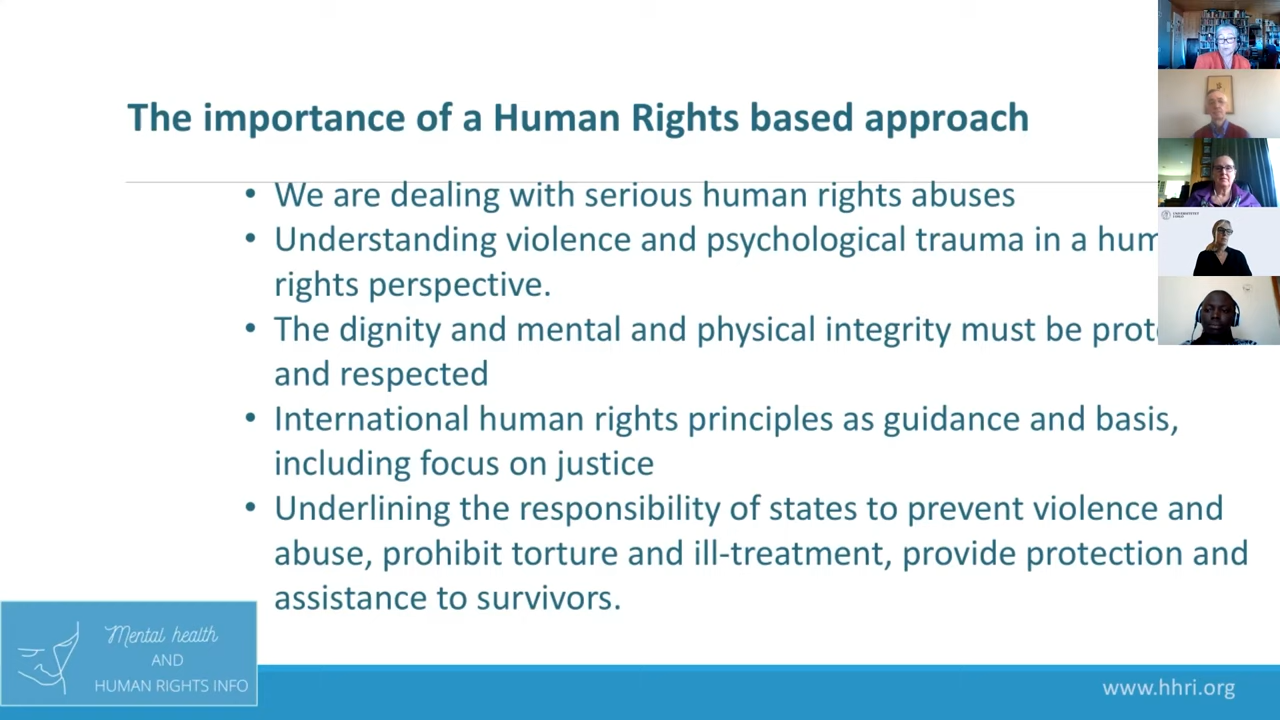 The importance of a Human Rights based approach
• We are dealing with serious human rights abuses
• Understanding violence and psychological trauma in a
rights perspective.
• The dignity and mental and physical integrity must be
and respected
• International human rights principles as guidance and basis,
including focus on justice
• Underlining the responsibility of states to prevent violence and
abuse, prohibit torture and ill-treatment, provide protection and
assistance to survivors.
Mental health
AND
HUMAN RIGHTS INFO
www.hhri.org